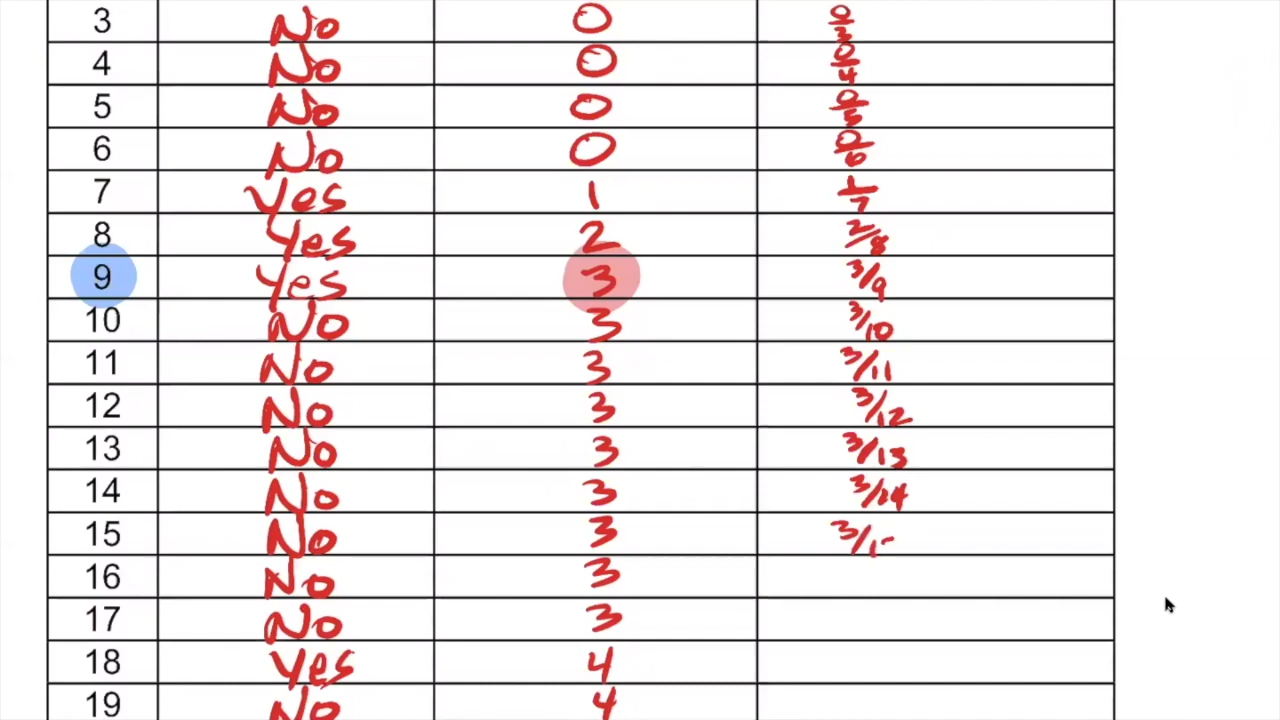 3 No 0 0/3
4 No 0 0/4
5 No 0 0/5
6 No 0 0/6
7 Yes 1 1/7
8 Yes 2 2/8
9 Yes 3 3/9
10 No 3 3/10
11 No 3 3/11
12 No 3 3/12
13 No 3 3/13
14 No 3 3/14
15 No 3 3/1
16 No 3
17 No 3
18 Yes 4
19 No 4